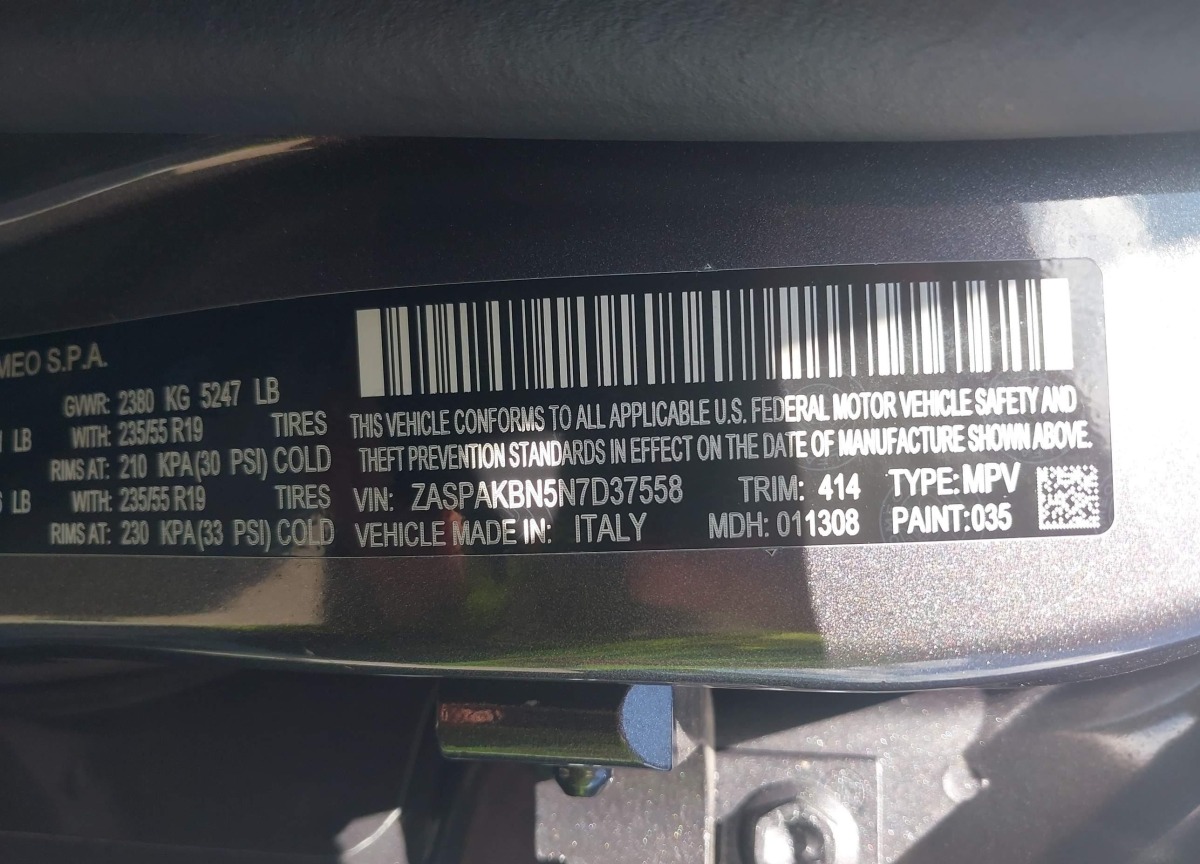 MEO S.P.A.
GVWR: 2380 KG 5247 LB
LB WITH: 235/55 R19 TIRES
RIMS AT: 210 KPA(30 PSI) COLD
LB WITH: 235/55 R19 TIRES
RIMS AT: 230 KPA(33 PSI) COLD
THIS VEHICLE CONFORMS TO ALL APPLICABLE U.S. FEDERAL MOTOR VEHICLE SAFETY AND
THEFT PREVENTION STANDARDS IN EFFECT ON THE DATE OF MANUFACTURE SHOWN ABOVE.
VIN: ZASPAKBN5N7D37558 TRIM: 414 TYPE: MPV
VEHICLE MADE IN: ITALY MDH: 011308 PAINT:035